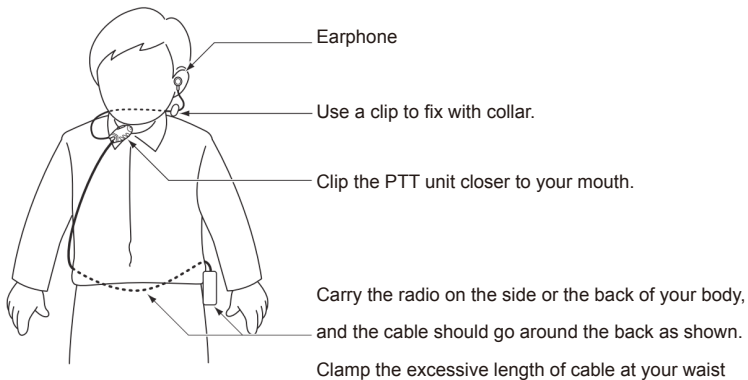 Earphone
Use a clip to fix with collar.
Clip the PTT unit closer to your mouth.
Carry the radio on the side or the back of your body,
and the cable should go around the back as shown.
Clamp the excessive length of cable at your waist